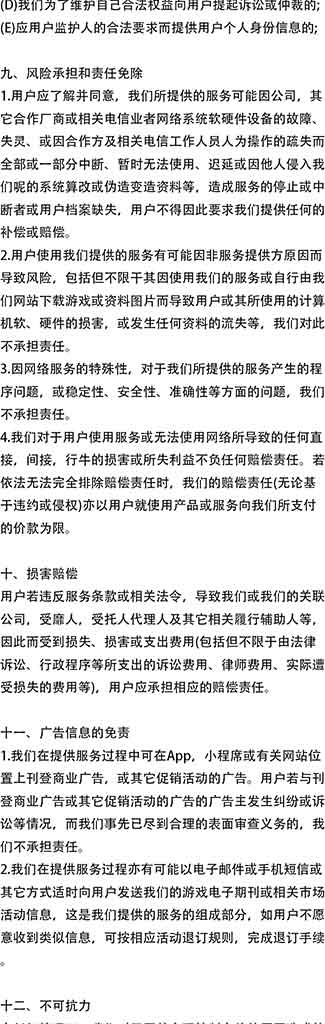 (D)我们为了维护自己合法权益向用户提起诉讼或仲裁的;
(E)应用户监护人的合法要求而提供用户个人身份信息的;
九、风险承担和责任免除
1.用户应了解并同意，我们所提供的服务可能因公司，其
它合作厂商或相关电信业者网络系统软硬件设备的故障、
失灵、或因合作方及相关电信工作人员人为操作的疏失而
全部或一部分中断、暂时无法使用、迟延或因他人侵入我
们呢的系统算改或伪造变造资料等，造成服务的停止或中
断者或用户档案缺失，用户不得因此要求我们提供任何的
补偿或赔偿。
2.用户使用我们提供的服务有可能因非服务提供方原因而
导致风险，包括但不限干其因使用我们的服务或自行由我
们网站下载游戏或资料图片而导致用户或其所使用的计算
机软、硬件的损害，或发生任何资料的流失等，我们对此
不承担责任。
3.因网络服务的特殊性，对于我们所提供的服务产生的程
序问题，或稳定性、安全性、准确性等方面的问题，我们
不承担责任。
4.我们对于用户使用服务或无法使用网络所导致的任何直
接，间接，行牛的损害或所失利益不负任何赔偿责任。若
依法无法完全排除赔偿责任时，我们的赔偿责任(无论基
于违约或侵权)亦以用户就使用产品或服务向我们所支付
的价款为限。
十、损害赔偿
用户若违反服务条款或相关法令，导致我们或我们的关联
公司，受靡人，受托人代理人及其它相关履行辅助人等，
因此而受到损失、损害或支出费用(包括但不限于由法律
诉讼、行政程序等所支出的诉讼费用、律师费用、实际遭
受损失的费用等)，用户应承担相应的赔偿责任。
十一、广告信息的免责
1.我们在提供服务过程中可在App，小程席或有关网站位
置上刊登商业广告，或其它促销活动的广告。用户若与刊
登商业广告或其它促销活动的广告的广告主发生纠纷或诉
讼等情况，而我们事先已尽到合理的表面审查义务的，我
们不承担责任。
2.我们在提供服务过程亦有可能以电子邮件或手机短信或
其它方式适时向用户发送我们的游戏电子期刊或相关市场
活动信息，这是我们提供的服务的组成部分，如用户不愿
意收到类似信息，可按相应活动退订规则，完成退订手续
。
十二、不可抗力